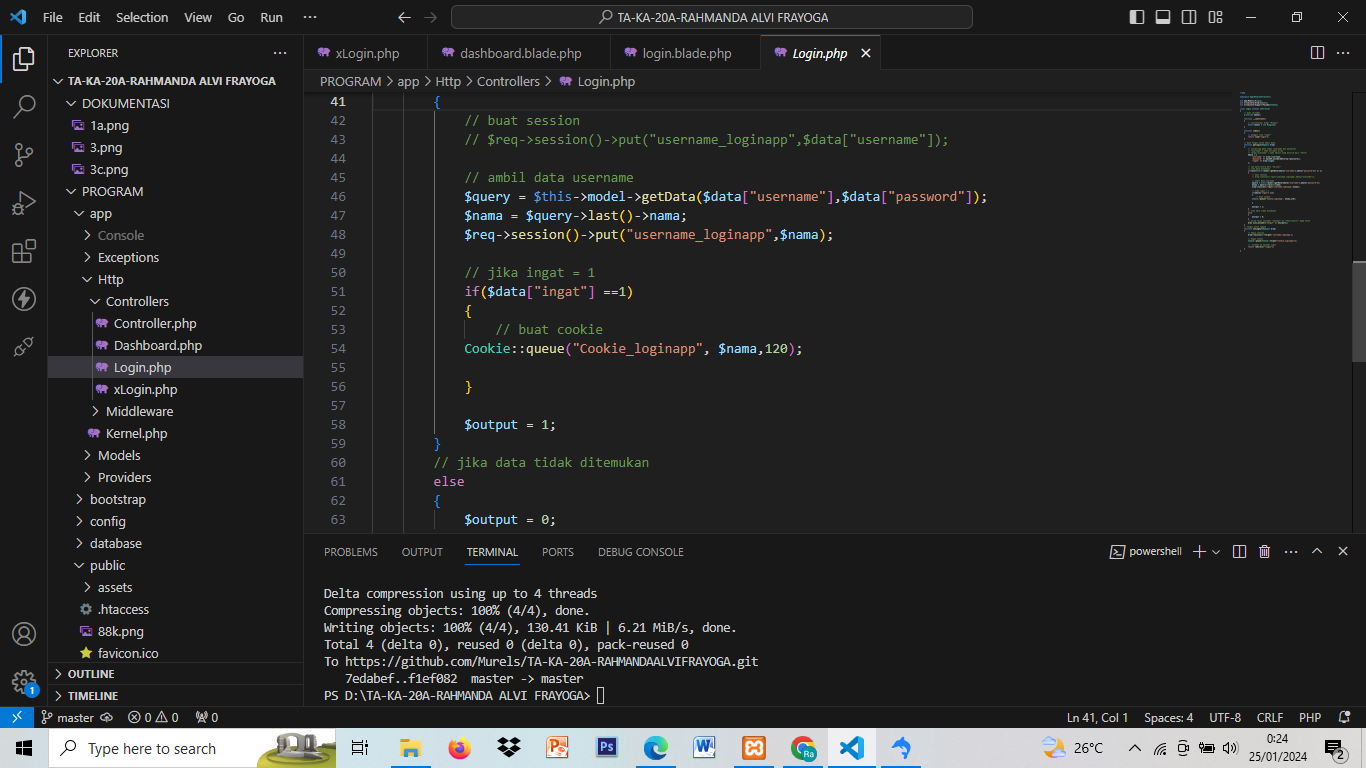 File Edit Selection View Go Run ···
TA-KA-20A-RAHMANDA ALVI FRAYOGA
EXPLORER
TA-KA-20A-RAHMANDA ALVI FRAYOGA
DOKUMENTASI
1a.png
3.png
3c.png
PROGRAM
app
Console
Exceptions
Http
Controllers
Controller.php
Dashboard.php
Login.php
xLogin.php
Middleware
Kernel.php
Models
Providers
bootstrap
config
database
public
assets
.htaccess
88k.png
favicon.ico
OUTLINE
TIMELINE
xLogin.php dashboard.blade.php login.blade.php Login.php
PROGRAM > app > Http > Controllers > Login.php
41 {
42 // buat session
43 // $req->session()->put("username_loginapp",$data["username"]);
44
45 // ambil data username
46 $query = $this->model->getData($data["username"],$data["password"]);
47 $nama = $query->last()->nama;
48 $req->session()->put("username_loginapp",$nama);
49
50 // jika ingat = 1
51 if($data["ingat"] ==1)
52 {
53 // buat cookie
54 Cookie::queue("Cookie_loginapp", $nama,120);
55
56 }
57
58 $output = 1;
59 }
60 // jika data tidak ditemukan
61 else
62 {
63 $output = 0;
PROBLEMS OUTPUT TERMINAL PORTS DEBUG CONSOLE
powershell
Delta compression using up to 4 threads
Compressing objects: 100% (4/4), done.
Writing objects: 100% (4/4), 130.41 KiB | 6.21 MiB/s, done.
Total 4 (delta 0), reused 0 (delta 0), pack-reused 0
To https://github.com/Murels/TA-KA-20A-RAHMANDAALVIFRAYOGA.git
7edabef..f1ef082 master -> master
PS D:\TA-KA-20A-RAHMANDA ALVI FRAYOGA>
1
master 0 0 0 Ln 41, Col 1 Spaces: 4 UTF-8 CRLF PHP
Type here to search
26°C
0:24
25/01/2024
2